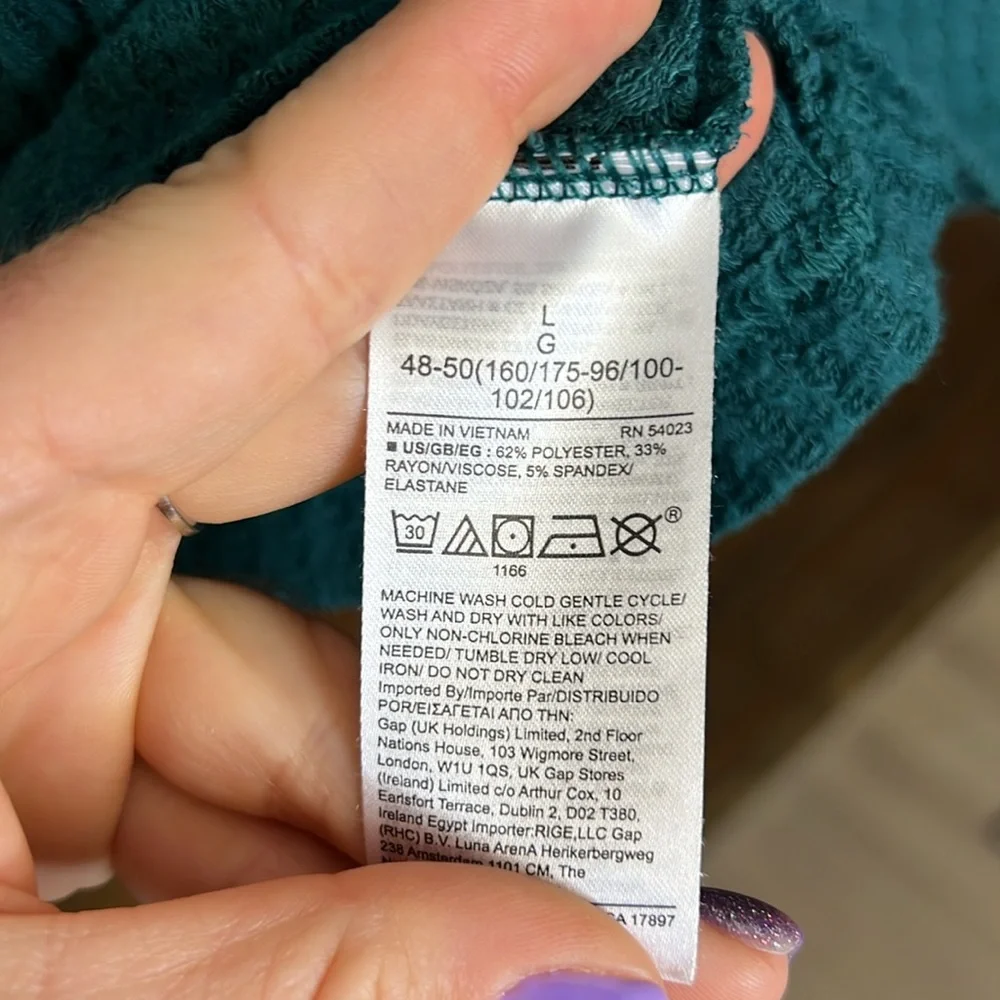 L
G
48-50(160/175-96/100-
102/106)
MADE IN VIETNAM RN 54023
■ US/GB/EG : 62% POLYESTER, 33%
RAYON/VISCOSE, 5% SPANDEX/
ELASTANE
30 ®
1166
MACHINE WASH COLD GENTLE CYCLE/
WASH AND DRY WITH LIKE COLORS/
ONLY NON-CHLORINE BLEACH WHEN
NEEDED/ TUMBLE DRY LOW/ COOL
IRON/ DO NOT DRY CLEAN
Imported By/Importe Par/DISTRIBUIDO
POR/ΕΙΣΑΓΕΤΑΙ ΑΠΟ ΤΗΝ:
Gap (UK Holdings) Limited, 2nd Floor
Nations House, 103 Wigmore Street,
London, W1U 1QS, UK Gap Stores
(Ireland) Limited c/o Arthur Cox, 10
Earlsfort Terrace, Dublin 2, D02 T380,
Ireland Egypt Importer:RIGE,LLC Gap
(RHC) B.V. Luna ArenA Herikerbergweg
238 Amsterdam 1101 CM, The
CA 17897